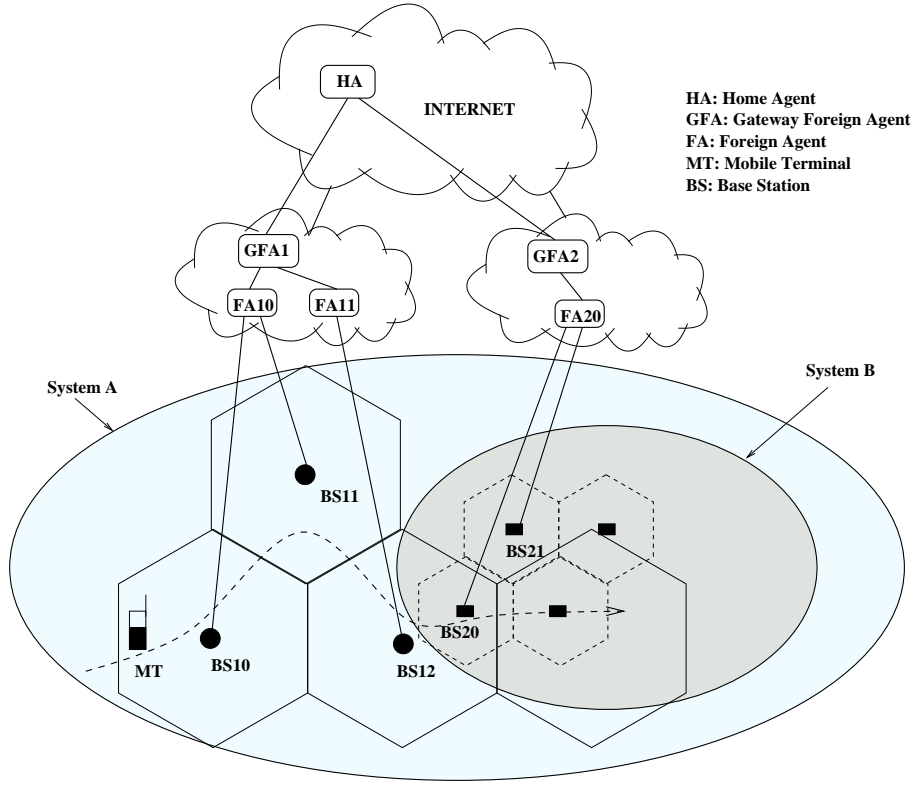 HA
INTERNET
HA: Home Agent
GFA: Gateway Foreign Agent
FA: Foreign Agent
MT: Mobile Terminal
BS: Base Station
GFA1
GFA2
FA10
FA11
FA20
System A
System B
BS11
BS21
BS20
MT
BS10
BS12